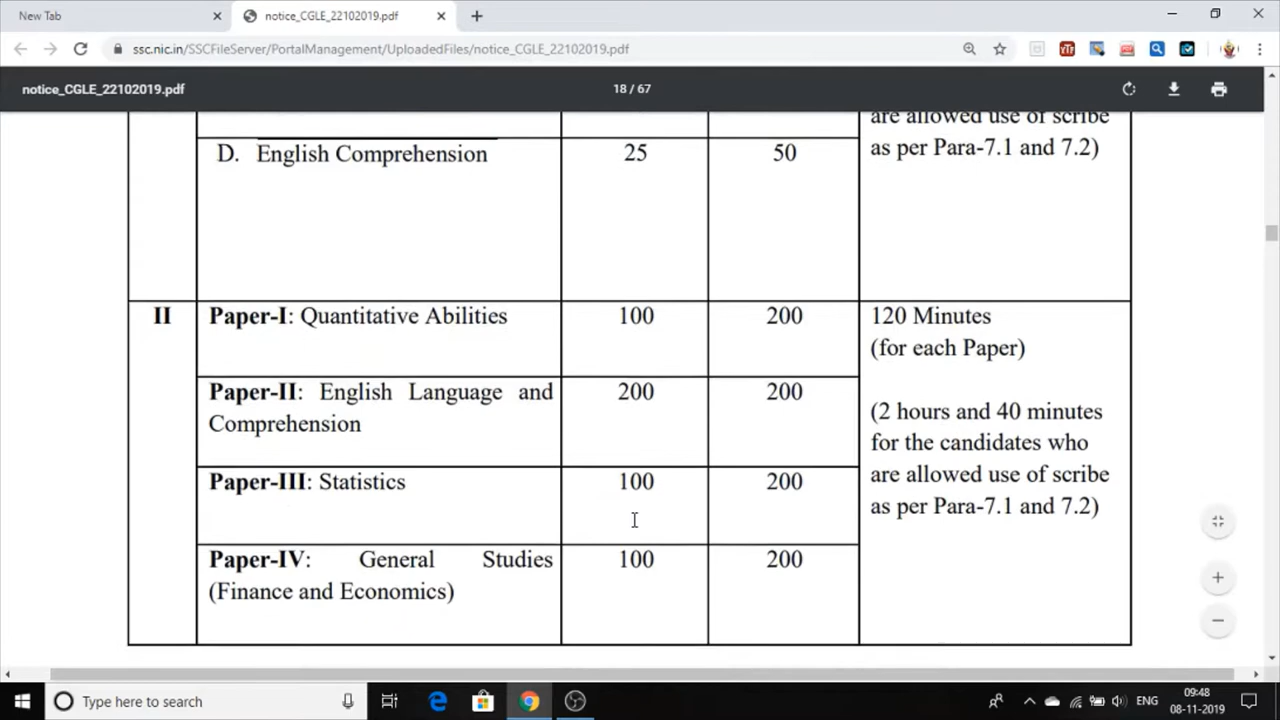 New Tab
notice_CGLE_22102019.pdf
ssc.nic.in/SSCFileServer/PortalManagement/UploadedFiles/notice_CGLE_22102019.pdf
notice_CGLE_22102019.pdf
18 / 67
are allowed use of scribe
as per Para-7.1 and 7.2)
D. English Comprehension 25 50
II Paper-I: Quantitative Abilities 100 200
120 Minutes
(for each Paper)
Paper-II: English Language and
Comprehension
200 200
(2 hours and 40 minutes
for the candidates who
are allowed use of scribe
as per Para-7.1 and 7.2)
Paper-III: Statistics 100 200
Paper-IV: General Studies
(Finance and Economics)
100 200
Type here to search
ENG
09:48
08-11-2019